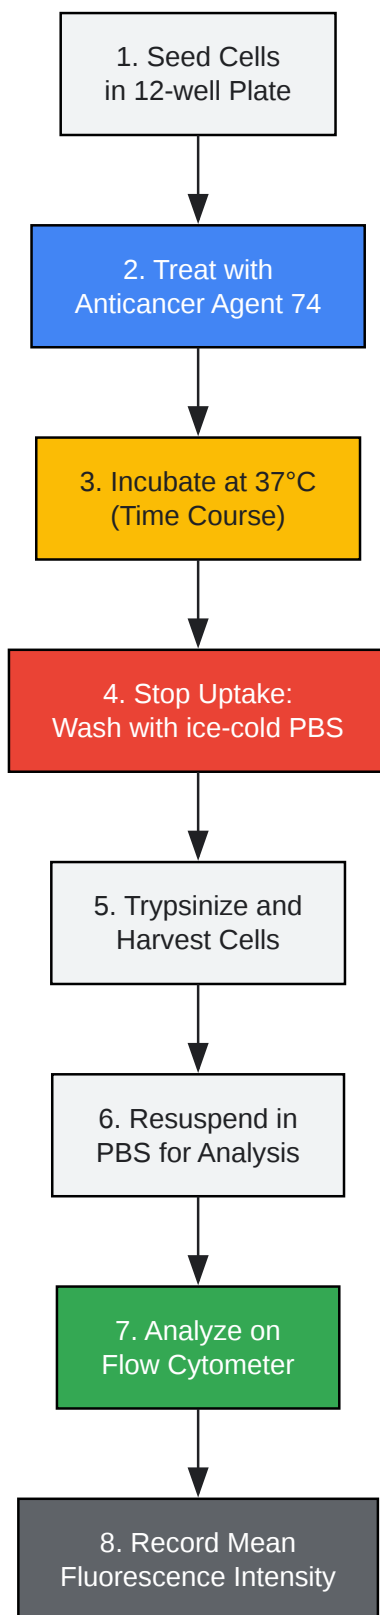 1. Seed Cells
in 12-well Plate
2. Treat with
Anticancer Agent 74
3. Incubate at 37°C
(Time Course)
4. Stop Uptake:
Wash with ice-cold PBS
5. Trypsinize and
Harvest Cells
6. Resuspend in
PBS for Analysis
7. Analyze on
Flow Cytometer
8. Record Mean
Fluorescence Intensity